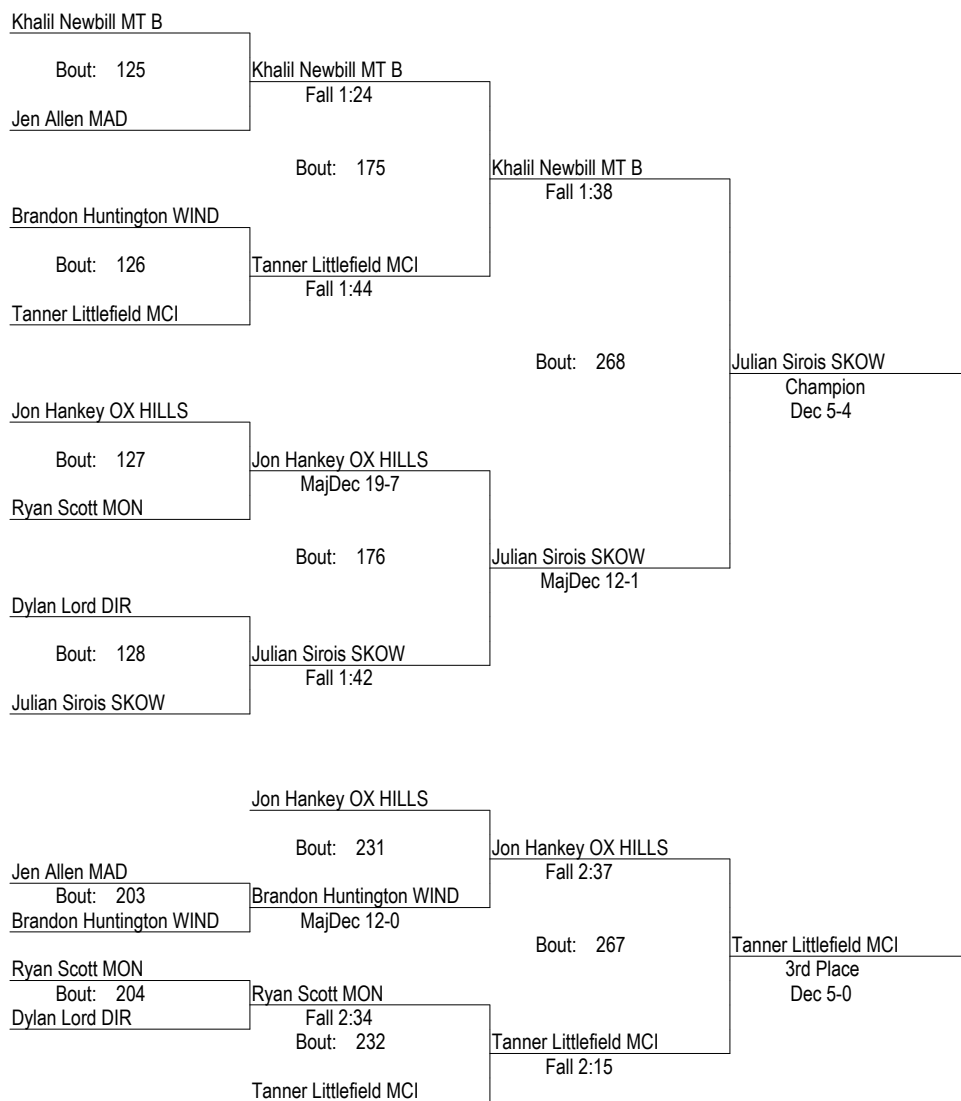 Khalil Newbill MT B
Bout: 125
Khalil Newbill MT B
Fall 1:24
Jen Allen MAD
Bout: 175
Khalil Newbill MT B
Fall 1:38
Brandon Huntington WIND
Bout: 126
Tanner Littlefield MCI
Fall 1:44
Tanner Littlefield MCI
Bout: 268
Julian Sirois SKOW
Champion
Dec 5-4
Jon Hankey OX HILLS
Bout: 127
Jon Hankey OX HILLS
MajDec 19-7
Ryan Scott MON
Bout: 176
Julian Sirois SKOW
MajDec 12-1
Dylan Lord DIR
Bout: 128
Julian Sirois SKOW
Fall 1:42
Julian Sirois SKOW
Jon Hankey OX HILLS
Bout: 231
Jon Hankey OX HILLS
Fall 2:37
Jen Allen MAD
Bout: 203
Brandon Huntington WIND
MajDec 12-0
Brandon Huntington WIND
Bout: 267
Tanner Littlefield MCI
3rd Place
Dec 5-0
Ryan Scott MON
Bout: 204
Ryan Scott MON
Fall 2:34
Dylan Lord DIR
Bout: 232
Tanner Littlefield MCI
Fall 2:15
Tanner Littlefield MCI